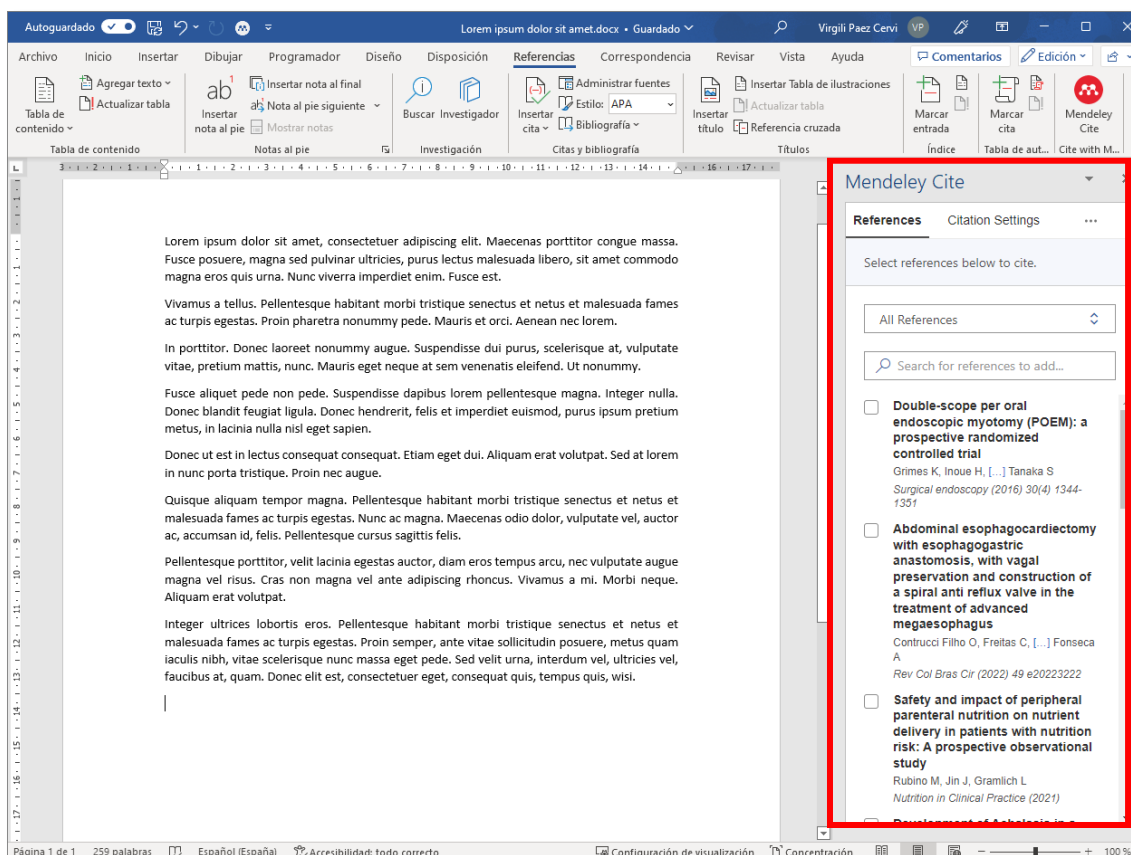 Autoguardado
Lorem ipsum dolor sit amet.docx • Guardado
Virgili Paez Cervi VP
Archivo Inicio Insertar Dibujar Programador Diseño Disposición Referencias Correspondencia Revisar Vista Ayuda Comentarios Edición
Tabla de contenido
Agregar texto
Actualizar tabla
Tabla de contenido
ab1
Insertar nota al pie
Insertar nota al final
Nota al pie siguiente
Mostrar notas
Notas al pie
Buscar Investigador
Investigación
Insertar cita
Administrar fuentes
Estilo: APA
Bibliografía
Citas y bibliografía
Insertar título
Insertar Tabla de ilustraciones
Actualizar tabla
Referencia cruzada
Títulos
Marcar entrada
Índice
Marcar cita
Tabla de aut...
Mendeley Cite
Cite with M...
Lorem ipsum dolor sit amet, consectetuer adipiscing elit. Maecenas porttitor congue massa.
Fusce posuere, magna sed pulvinar ultricies, purus lectus malesuada libero, sit amet commodo
magna eros quis urna. Nunc viverra imperdiet enim. Fusce est.
Vivamus a tellus. Pellentesque habitant morbi tristique senectus et netus et malesuada fames
ac turpis egestas. Proin pharetra nonummy pede. Mauris et orci. Aenean nec lorem.
In porttitor. Donec laoreet nonummy augue. Suspendisse dui purus, scelerisque at, vulputate
vitae, pretium mattis, nunc. Mauris eget neque at sem venenatis eleifend. Ut nonummy.
Fusce aliquet pede non pede. Suspendisse dapibus lorem pellentesque magna. Integer nulla.
Donec blandit feugiat ligula. Donec hendrerit, felis et imperdiet euismod, purus ipsum pretium
metus, in lacinia nulla nisl eget sapien.
Donec ut est in lectus consequat consequat. Etiam eget dui. Aliquam erat volutpat. Sed at lorem
in nunc porta tristique. Proin nec augue.
Quisque aliquam tempor magna. Pellentesque habitant morbi tristique senectus et netus et
malesuada fames ac turpis egestas. Nunc ac magna. Maecenas odio dolor, vulputate vel, auctor
ac, accumsan id, felis. Pellentesque cursus sagittis felis.
Pellentesque porttitor, velit lacinia egestas auctor, diam eros tempus arcu, nec vulputate augue
magna vel risus. Cras non magna vel ante adipiscing rhoncus. Vivamus a mi. Morbi neque.
Aliquam erat volutpat.
Integer ultrices lobortis eros. Pellentesque habitant morbi tristique senectus et netus et
malesuada fames ac turpis egestas. Proin semper, ante vitae sollicitudin posuere, metus quam
iaculis nibh, vitae scelerisque nunc massa eget pede. Sed velit urna, interdum vel, ultricies vel,
faucibus at, quam. Donec elit est, consectetuer eget, consequat quis, tempus quis, wisi.
Mendeley Cite
References Citation Settings ...
Select references below to cite.
All References
Search for references to add...
Double-scope per oral
endoscopic myotomy (POEM): a
prospective randomized
controlled trial
Grimes K, Inoue H, [...] Tanaka S
Surgical endoscopy (2016) 30(4) 1344-
1351
Abdominal esophagocardiectomy
with esophagogastric
anastomosis, with vagal
preservation and construction of
a spiral anti reflux valve in the
treatment of advanced
megaesophagus
Contrucci Filho O, Freitas C, [...] Fonseca
A
Rev Col Bras Cir (2022) 49 e20223222
Safety and impact of peripheral
parenteral nutrition on nutrient
delivery in patients with nutrition
risk: A prospective observational
study
Rubino M, Jin J, Gramlich L
Nutrition in Clinical Practice (2021)
Development of Achalasia in a
Página 1 de 1 259 palabras Español (España) Accesibilidad: todo correcto Configuración de visualización Concentración 100 %